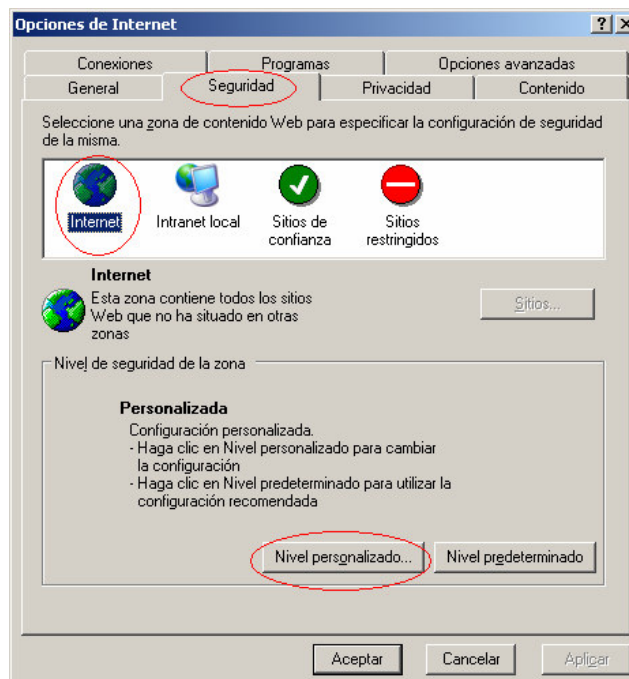 Opciones de Internet
Conexiones Programas Opciones avanzadas
General Seguridad Privacidad Contenido
Seleccione una zona de contenido Web para especificar la configuración de seguridad
de la misma.
Internet Intranet local Sitios de confianza Sitios restringidos
Internet
Esta zona contiene todos los sitios
Web que no ha situado en otras
zonas
Sitios...
Nivel de seguridad de la zona
Personalizada
Configuración personalizada.
- Haga clic en Nivel personalizado para cambiar
la configuración
- Haga clic en Nivel predeterminado para utilizar la
configuración recomendada
Nivel personalizado... Nivel predeterminado
Aceptar Cancelar Aplicar